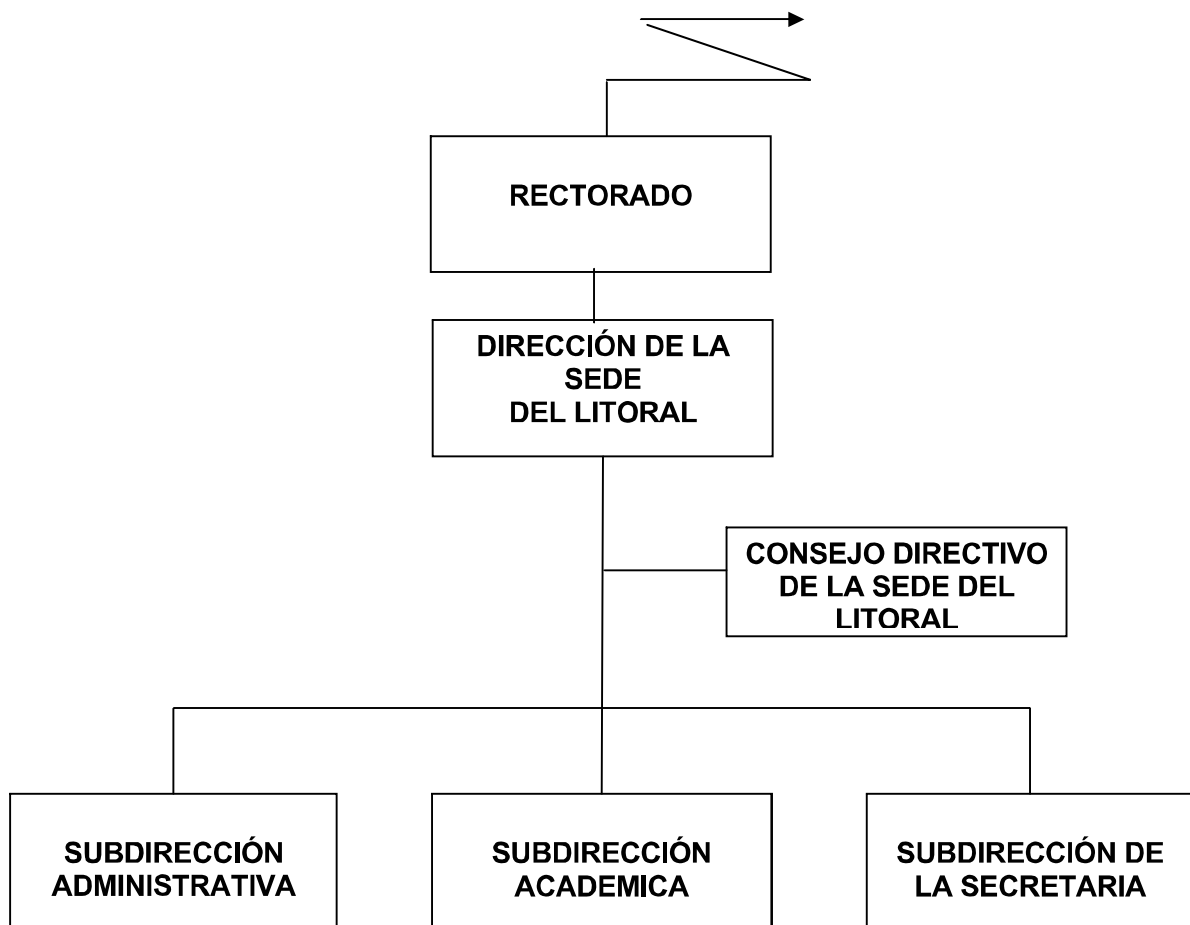 RECTORADO
DIRECCIÓN DE LA
SEDE
DEL LITORAL
CONSEJO DIRECTIVO
DE LA SEDE DEL
LITORAL
SUBDIRECCIÓN
ADMINISTRATIVA
SUBDIRECCIÓN
ACADEMICA
SUBDIRECCIÓN DE
LA SECRETARIA